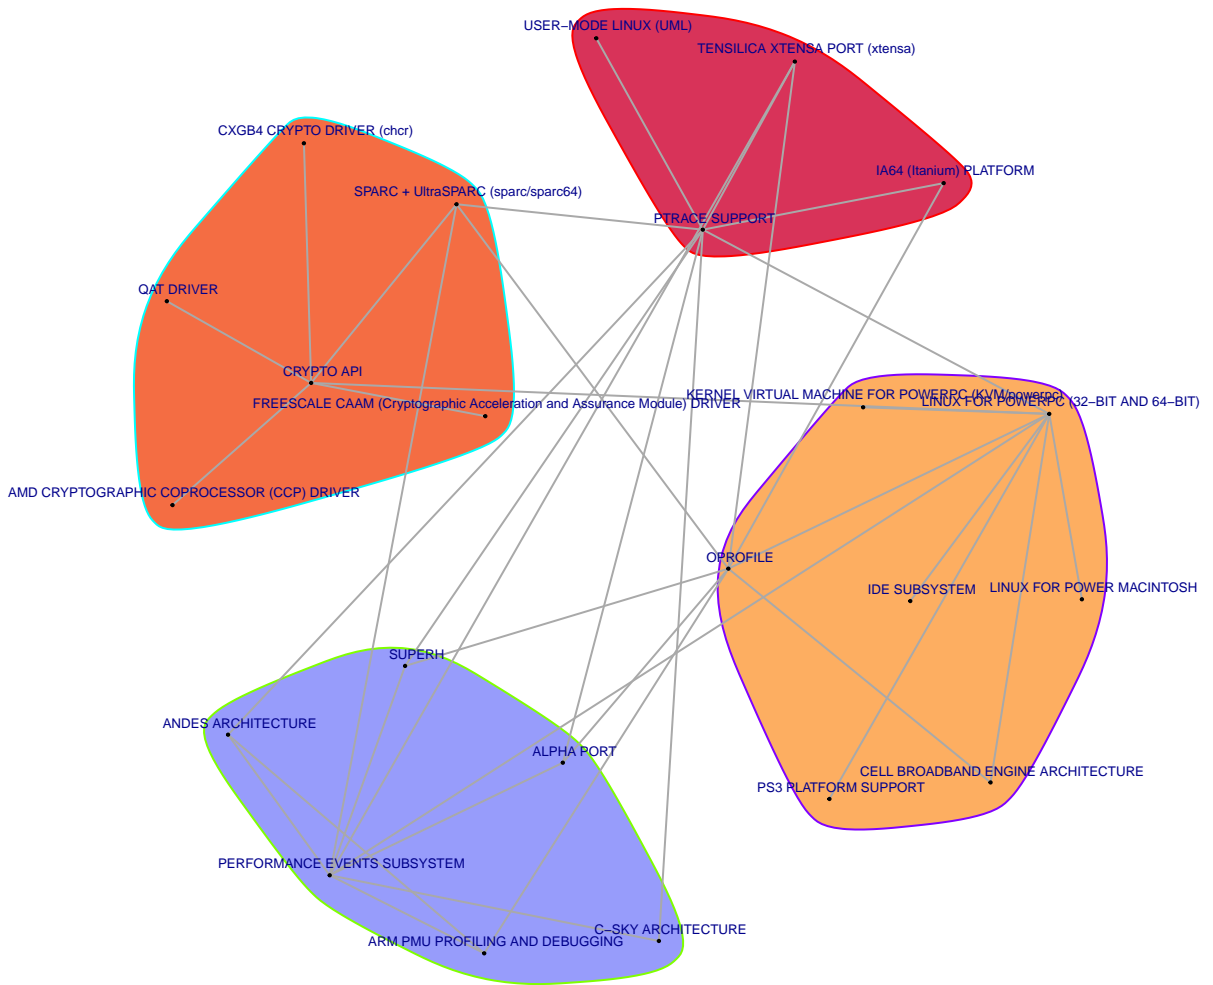 USER−MODE LINUX (UML)
TENSILICA XTENSA PORT (xtensa)
CXGB4 CRYPTO DRIVER (chcr)
IA64 (Itanium) PLATFORM
SPARC + UltraSPARC (sparc/sparc64)
PTRACE SUPPORT
QAT DRIVER
CRYPTO API
KERNEL VIRTUAL MACHINE FOR POWERPC (KVM/powerpc)
LINUX FOR POWERPC (32−BIT AND 64−BIT)
FREESCALE CAAM (Cryptographic Acceleration and Assurance Module) DRIVER
AMD CRYPTOGRAPHIC COPROCESSOR (CCP) DRIVER
OPROFILE
IDE SUBSYSTEM
LINUX FOR POWER MACINTOSH
SUPERH
ANDES ARCHITECTURE
ALPHA PORT
CELL BROADBAND ENGINE ARCHITECTURE
PS3 PLATFORM SUPPORT
PERFORMANCE EVENTS SUBSYSTEM
C−SKY ARCHITECTURE
ARM PMU PROFILING AND DEBUGGING